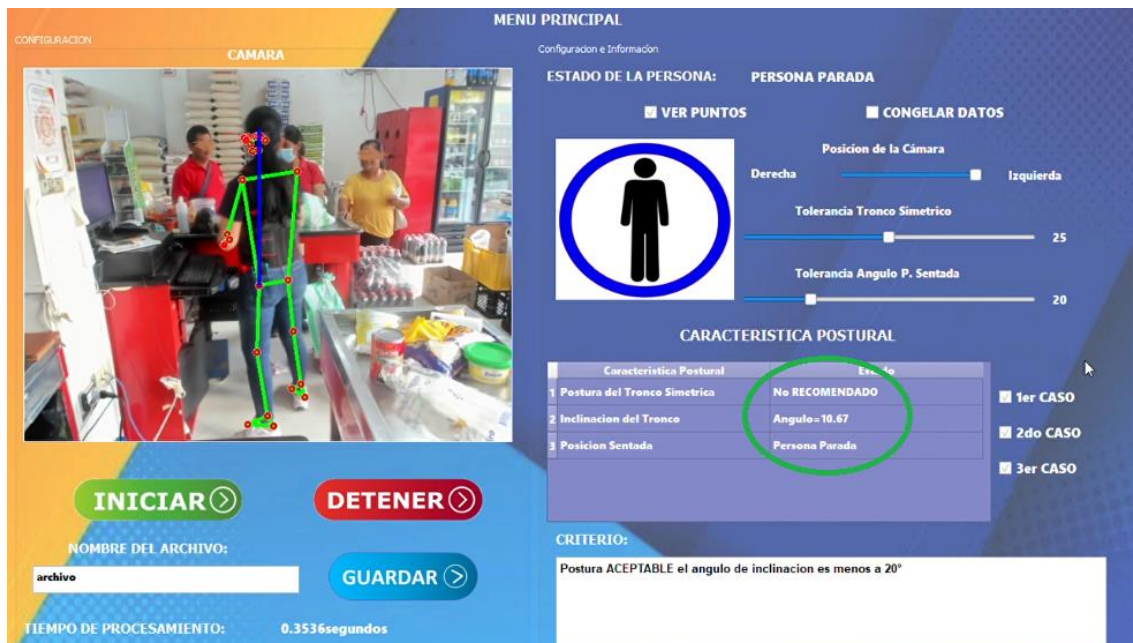 MENU PRINCIPAL
CONFIGURACION
CAMARA
Configuracion e Informacíon
ESTADO DE LA PERSONA: PERSONA PARADA
VER PUNTOS
CONGELAR DATOS
Posicion de la Cámara
Derecha
Izquierda
Tolerancia Tronco Simetrico
25
Tolerancia Angulo P. Sentada
20
CARACTERISTICA POSTURAL
Caracteristica Postural Estado
1 Postura del Tronco Simetrica No RECOMENDADO
2 Inclinacion del Tronco Angulo=10.67
3 Posicion Sentada Persona Parada
1er CASO
2do CASO
3er CASO
INICIAR
DETENER
NOMBRE DEL ARCHIVO:
archivo
GUARDAR
TIEMPO DE PROCESAMIENTO: 0.3536segundos
CRITERIO:
Postura ACEPTABLE el angulo de inclinacion es menos a 20°